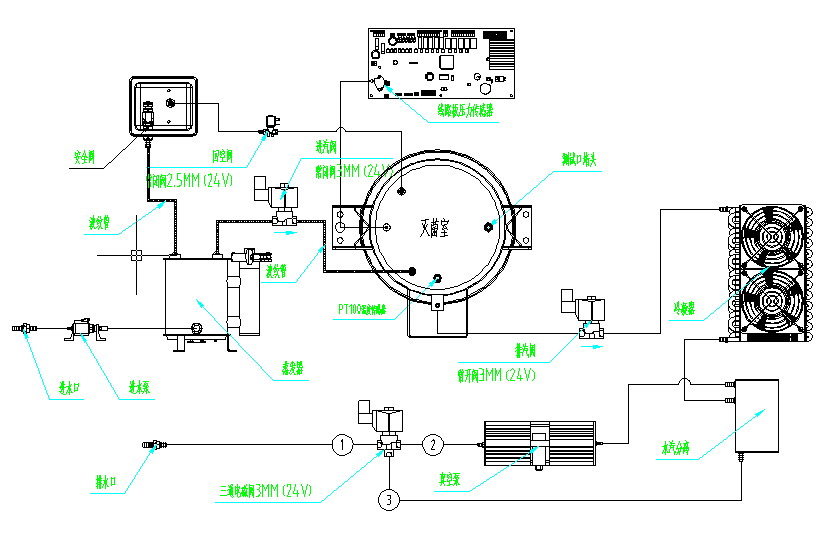 线路板压力传感器
进汽阀
常闭阀3MM(24V)
测试口堵头
安全阀
回空阀
常闭阀2.5MM(24V)
波纹管
灭菌室
波纹管
PT100温度传感器
冷凝器
排汽阀
常开阀3MM(24V)
蒸发器
进水口
进水泵
1
2
水汽分离
排水口
三通电磁阀3MM(24V)
3
真空泵